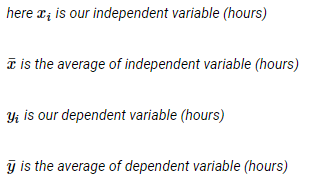 here xᵢ is our independent variable (hours)
x̄ is the average of independent variable (hours)
yᵢ is our dependent variable (hours)
ȳ is the average of dependent variable (hours)